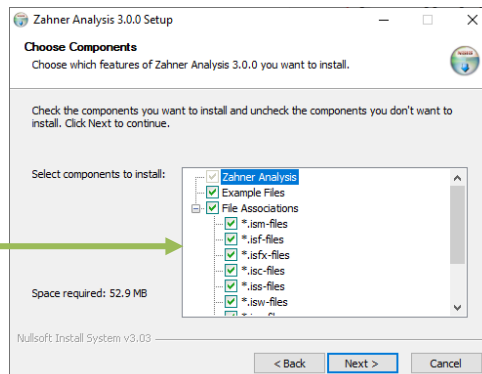 Zahner Analysis 3.0.0 Setup
Choose Components
Choose which features of Zahner Analysis 3.0.0 you want to install.
Check the components you want to install and uncheck the components you don't want to
install. Click Next to continue.
Select components to install:
Zahner Analysis
Example Files
File Associations
*.ism-files
*.isf-files
*.isfx-files
*.isc-files
*.iss-files
*.isw-files
Space required: 52.9 MB
Nullsoft Install System v3.03
< Back
Next >
Cancel